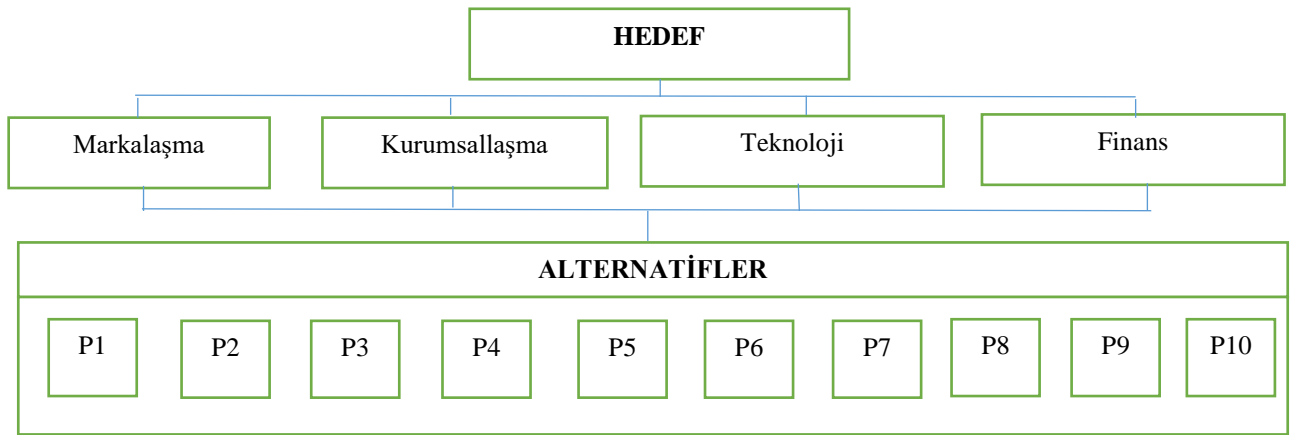 HEDEF
Markalaşma Kurumsallaşma Teknoloji Finans
ALTERNATİFLER
P1 P2 P3 P4 P5 P6 P7 P8 P9 P10